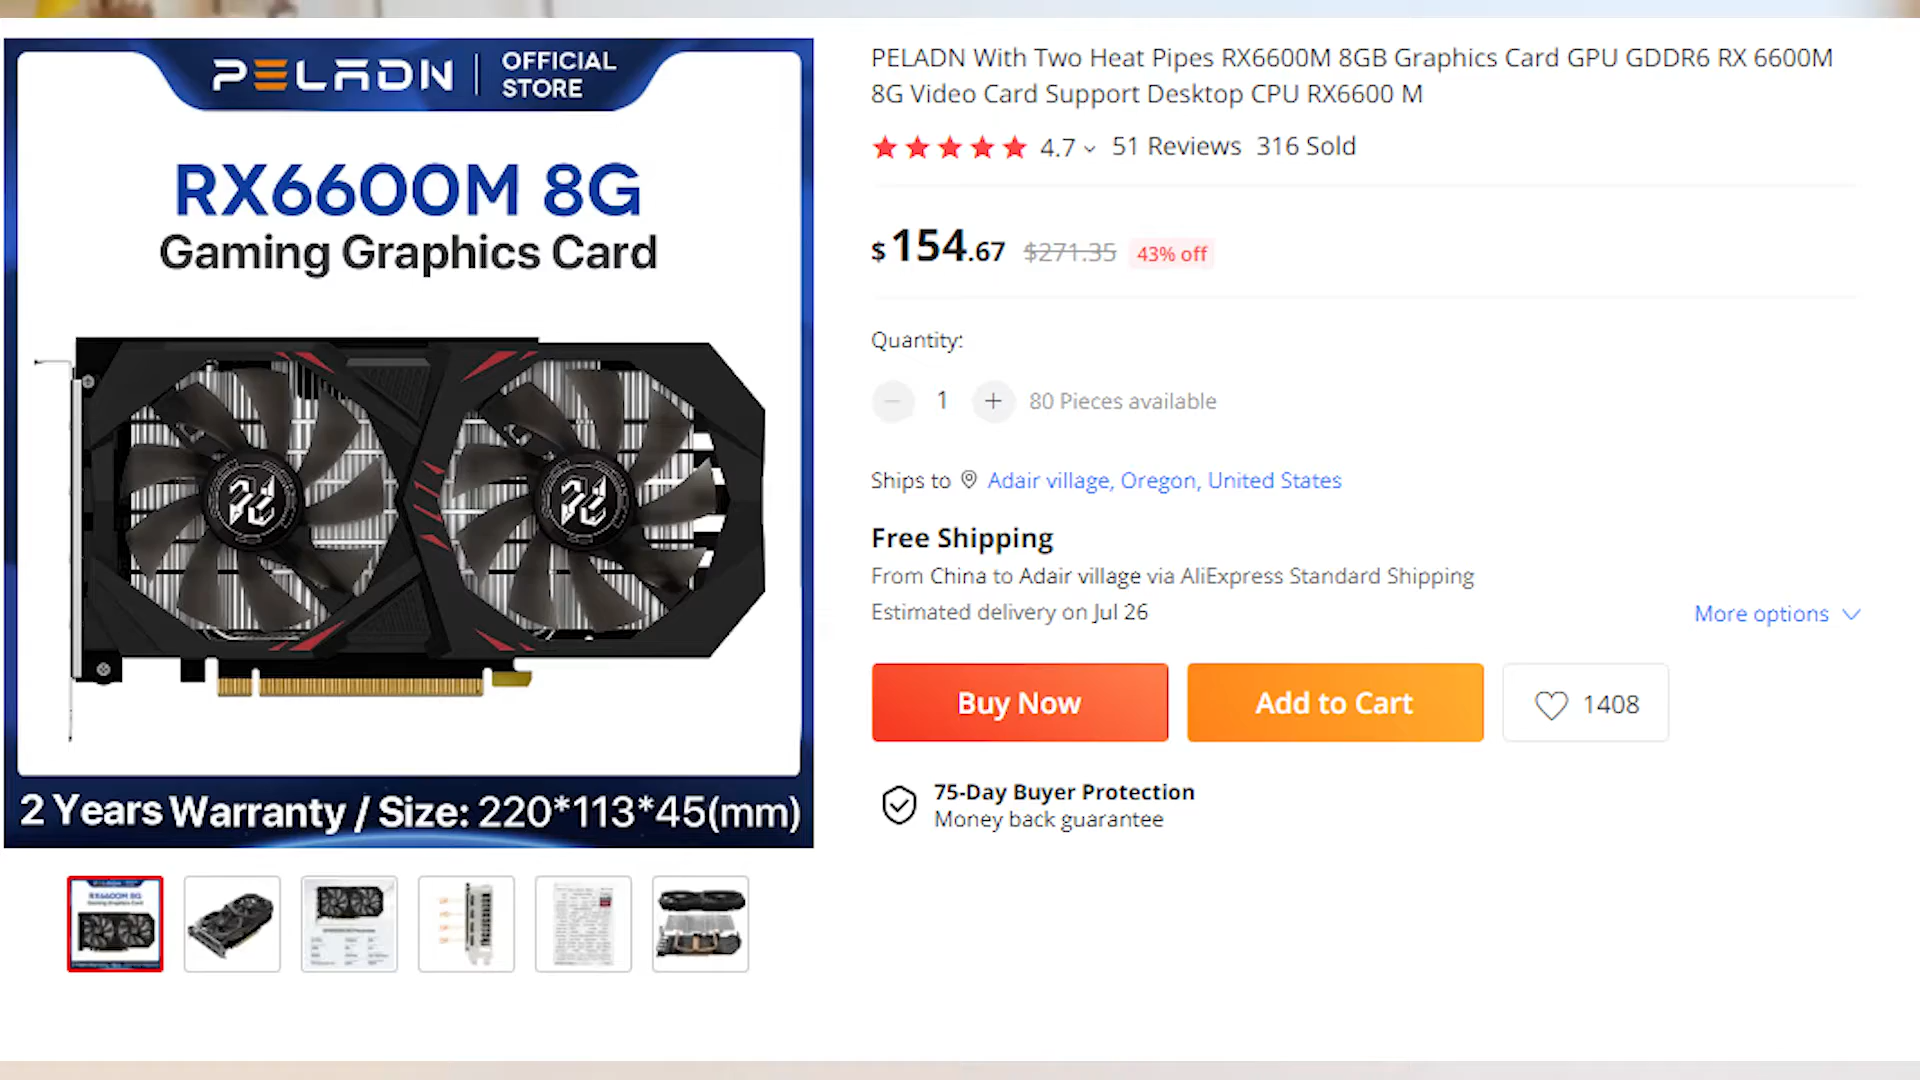 PELADN
OFFICIAL
STORE
RX6600M 8G
Gaming Graphics Card
2 Years Warranty / Size: 220*113*45(mm)
PELADN With Two Heat Pipes RX6600M 8GB Graphics Card GPU GDDR6 RX 6600M
8G Video Card Support Desktop CPU RX6600 M
4.7 51 Reviews 316 Sold
$154.67 $271.35 43% off
Quantity:
− 1 + 80 Pieces available
Ships to Adair village, Oregon, United States
Free Shipping
From China to Adair village via AliExpress Standard Shipping
Estimated delivery on Jul 26
More options
Buy Now
Add to Cart
1408
75-Day Buyer Protection
Money back guarantee